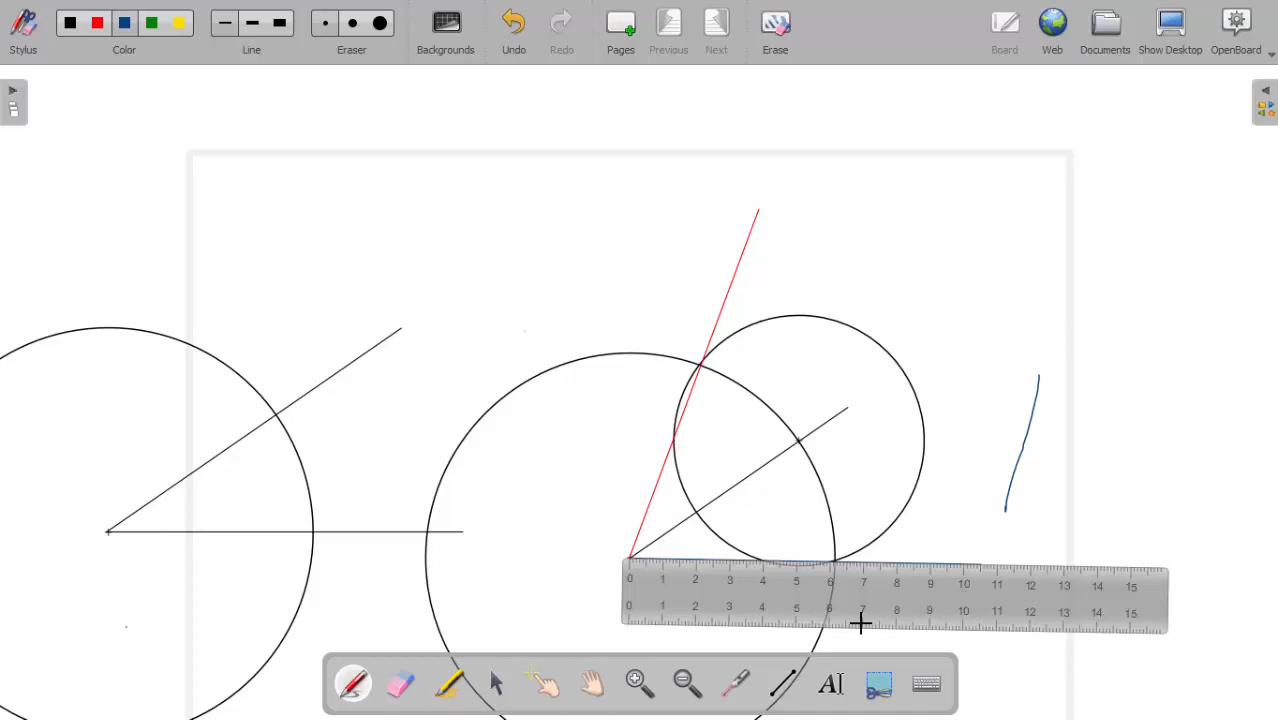 Stylus Color Line Eraser Backgrounds Undo Redo Pages Previous Next Erase Board Web Documents Show Desktop OpenBoard
0 1 2 3 4 5 6 7 8 9 10 11 12 13 14 15
0 1 2 3 4 5 6 7 8 9 10 11 12 13 14 15
AI